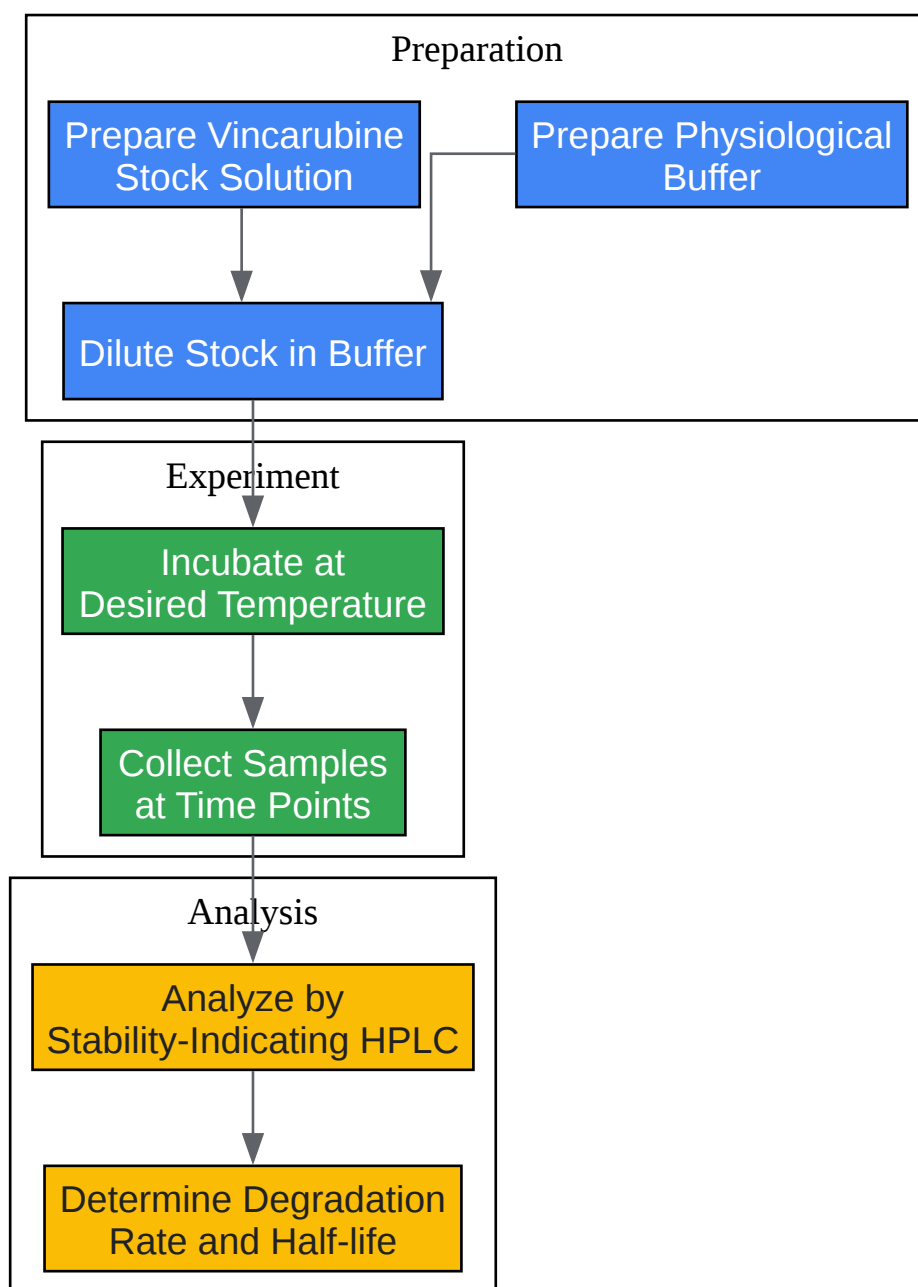 Preparation
Prepare Vincarubine
Stock Solution
Prepare Physiological
Buffer
Dilute Stock in Buffer
Experiment
Incubate at
Desired Temperature
Collect Samples
at Time Points
Analysis
Analyze by
Stability-Indicating HPLC
Determine Degradation
Rate and Half-life